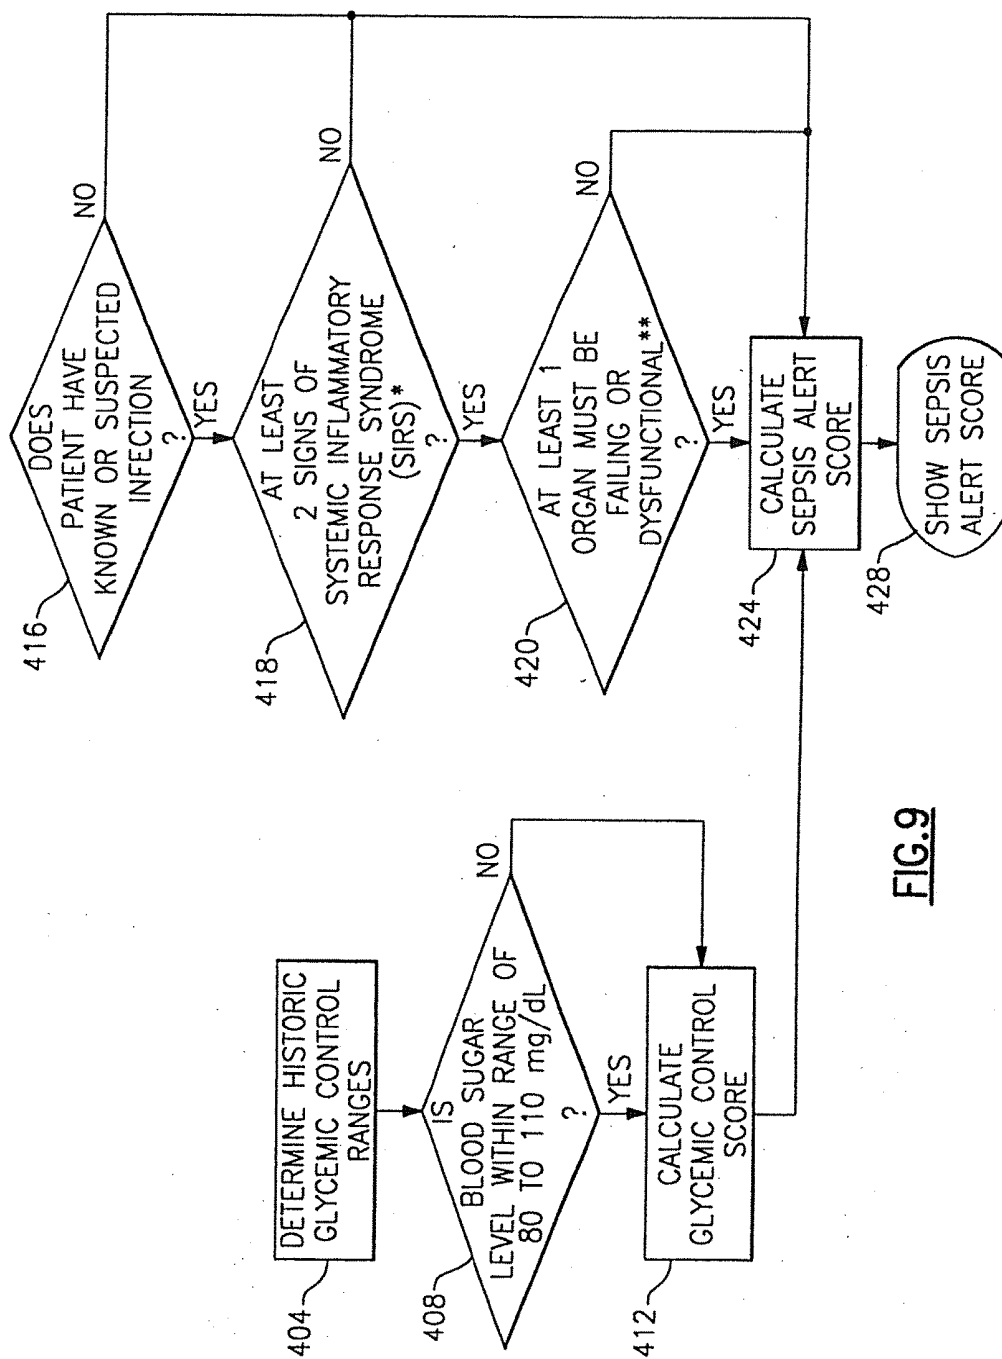 404
DETERMINE HISTORIC
GLYCEMIC CONTROL
RANGES
408
IS
BLOOD SUGAR
LEVEL WITHIN RANGE OF
80 TO 110 mg/dL
?
NO
YES
412
CALCULATE
GLYCEMIC CONTROL
SCORE
416
DOES
PATIENT HAVE
KNOWN OR SUSPECTED
INFECTION
?
NO
YES
418
AT LEAST
2 SIGNS OF
SYSTEMIC INFLAMMATORY
RESPONSE SYNDROME
(SIRS)*
?
NO
YES
420
AT LEAST 1
ORGAN MUST BE
FAILING OR
DYSFUNCTIONAL**
?
NO
YES
424
CALCULATE
SEPSIS ALERT
SCORE
428
SHOW SEPSIS
ALERT SCORE
FIG.9